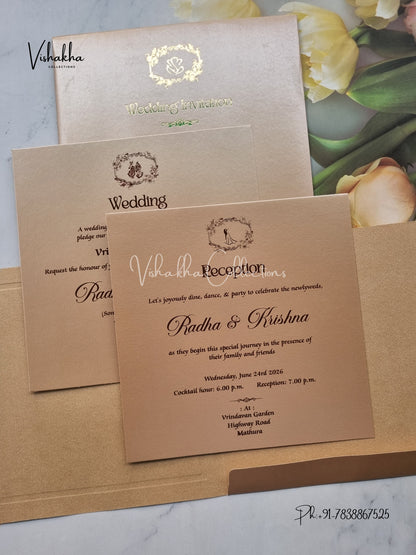 Vishakha
COLLECTIONS
Wedding Invitation
Wedding
A wedding
pledge our
Request the honour of
Radha
(Son
Vishakha Collections
Reception
Let's joyously dine, dance, & party to celebrate the newlyweds,
Radha & Krishna
as they begin this special journey in the presence of
their family and friends
Wednesday, June 24rd 2026
Cocktail hour: 6.00 p.m. Reception: 7.00 p.m.
: At :
Vrindavan Garden
Highway Road
Mathura
Ph.+91-7838867525